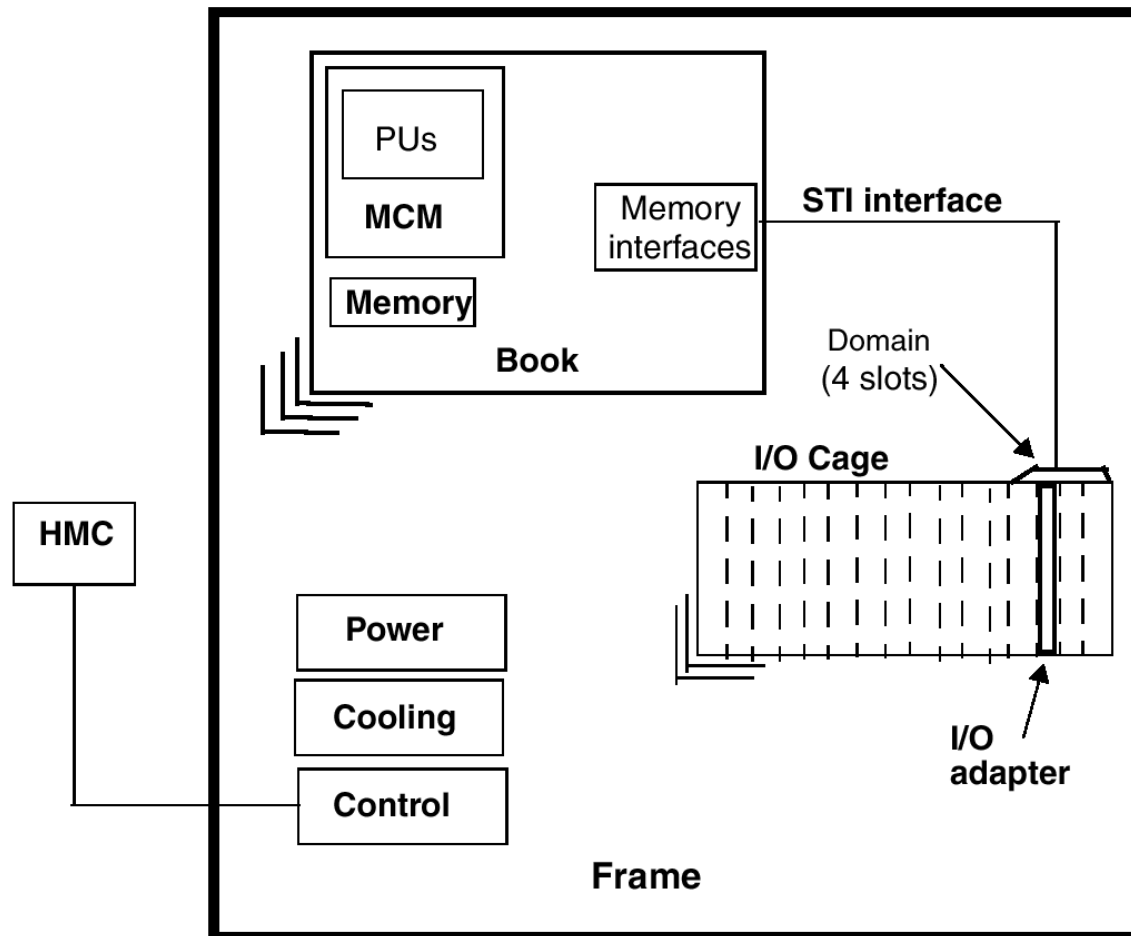 PUs
MCM
Memory
interfaces
STI interface
Memory
Book
Domain
(4 slots)
I/O Cage
HMC
Power
Cooling
Control
I/O
adapter
Frame